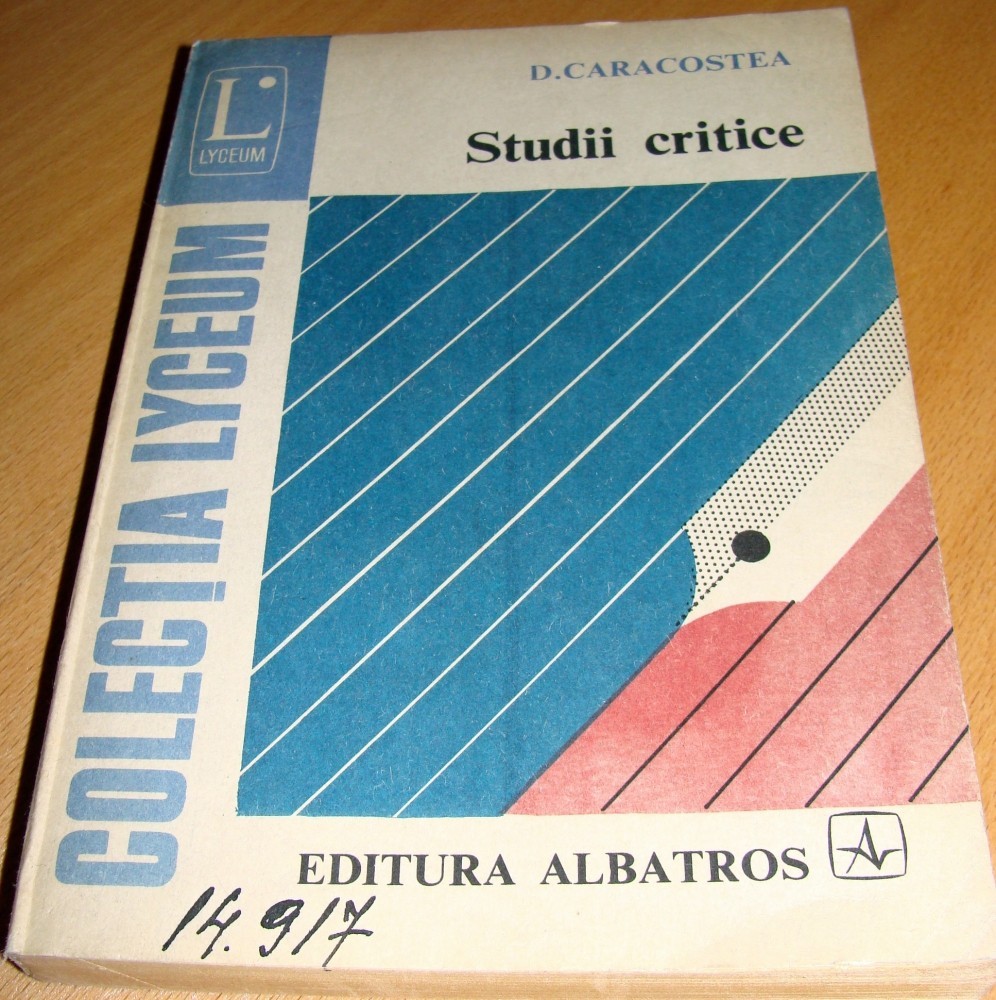 D.CARACOSTEA
Studii critice
L
LYCEUM
COLECȚIA LYCEUM
EDITURA ALBATROS
14.917